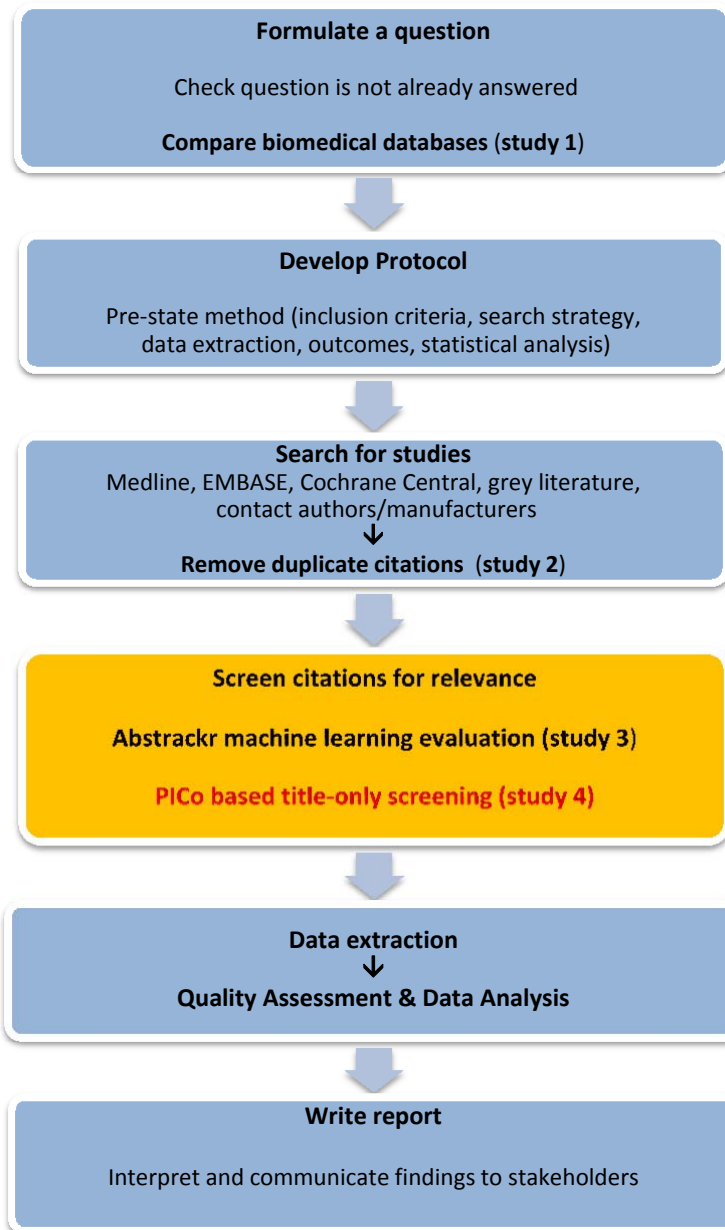 Formulate a question
Check question is not already answered
Compare biomedical databases (study 1)
Develop Protocol
Pre-state method (inclusion criteria, search strategy,
data extraction, outcomes, statistical analysis)
Search for studies
Medline, EMBASE, Cochrane Central, grey literature,
contact authors/manufacturers
↓
Remove duplicate citations (study 2)
Screen citations for relevance
Abstrackr machine learning evaluation (study 3)
PICo based title-only screening (study 4)
Data extraction
↓
Quality Assessment & Data Analysis
Write report
Interpret and communicate findings to stakeholders